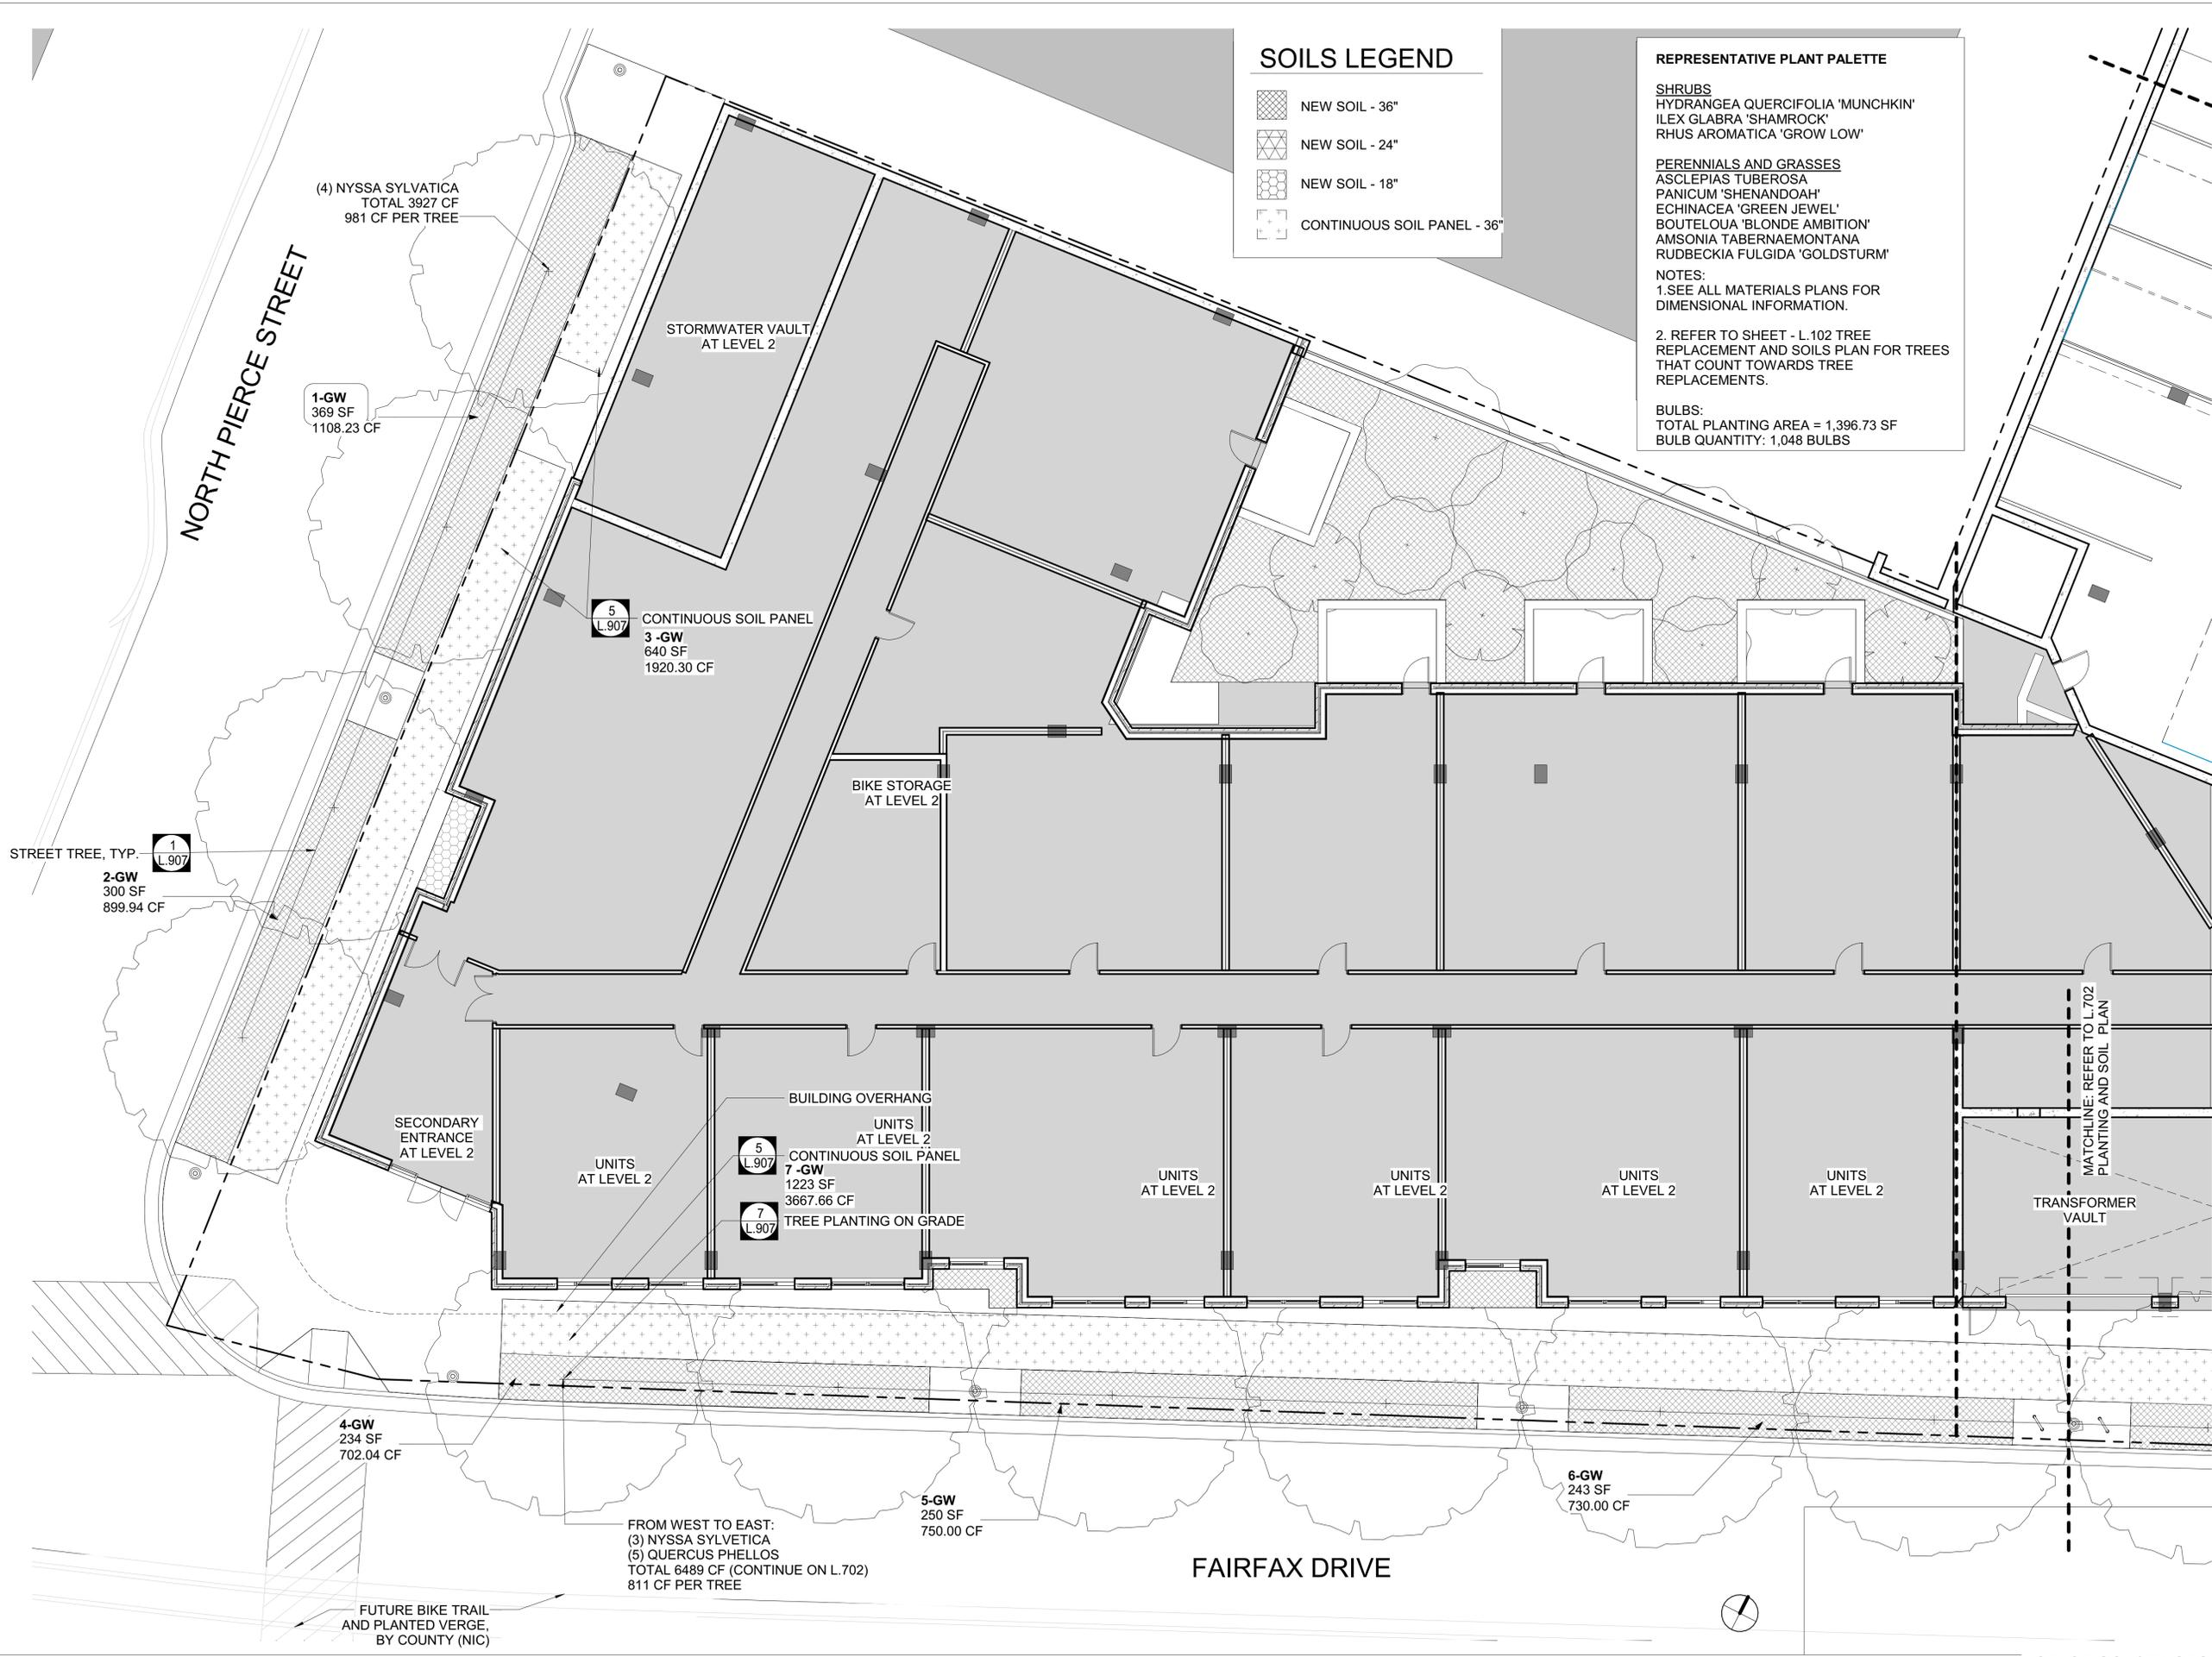 SOILS LEGEND
NEW SOIL - 36"
NEW SOIL - 24"
NEW SOIL - 18"
CONTINUOUS SOIL PANEL - 36"
REPRESENTATIVE PLANT PALETTE
SHRUBS
HYDRANGEA QUERCIFOLIA 'MUNCHKIN'
ILEX GLABRA 'SHAMROCK'
RHUS AROMATICA 'GROW LOW'
PERENNIALS AND GRASSES
ASCLEPIAS TUBEROSA
PANICUM 'SHENANDOAH'
ECHINACEA 'GREEN JEWEL'
BOUTELOUA 'BLONDE AMBITION'
AMSONIA TABERNAEMONTANA
RUDBECKIA FULGIDA 'GOLDSTURM'
NOTES:
1.SEE ALL MATERIALS PLANS FOR
DIMENSIONAL INFORMATION.
2. REFER TO SHEET - L.102 TREE
REPLACEMENT AND SOILS PLAN FOR TREES
THAT COUNT TOWARDS TREE
REPLACEMENTS.
BULBS:
TOTAL PLANTING AREA = 1,396.73 SF
BULB QUANTITY: 1,048 BULBS
(4) NYSSA SYLVATICA
TOTAL 3927 CF
981 CF PER TREE
NORTH PIERCE STREET
STORMWATER VAULT
AT LEVEL 2
1-GW
369 SF
1108.23 CF
5
L.907
CONTINUOUS SOIL PANEL
3 -GW
640 SF
1920.30 CF
BIKE STORAGE
AT LEVEL 2
STREET TREE, TYP.
1
L.907
2-GW
300 SF
899.94 CF
MATCHLINE: REFER TO L.702
PLANTING AND SOIL PLAN
BUILDING OVERHANG
SECONDARY
ENTRANCE
AT LEVEL 2
UNITS
AT LEVEL 2
UNITS
AT LEVEL 2
5
L.907
CONTINUOUS SOIL PANEL
7 -GW
1223 SF
3667.66 CF
7
L.907
TREE PLANTING ON GRADE
UNITS
AT LEVEL 2
UNITS
AT LEVEL 2
UNITS
AT LEVEL 2
UNITS
AT LEVEL 2
TRANSFORMER
VAULT
4-GW
234 SF
702.04 CF
5-GW
250 SF
750.00 CF
6-GW
243 SF
730.00 CF
FROM WEST TO EAST:
(3) NYSSA SYLVETICA
(5) QUERCUS PHELLOS
TOTAL 6489 CF (CONTINUE ON L.702)
811 CF PER TREE
FAIRFAX DRIVE
FUTURE BIKE TRAIL
AND PLANTED VERGE,
BY COUNTY (NIC)